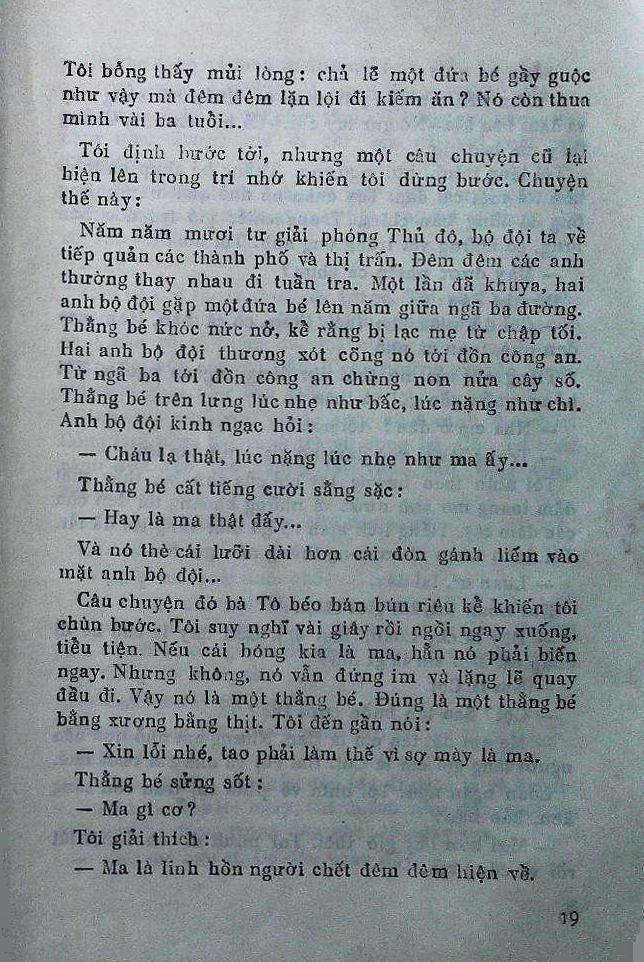 Tôi bỗng thấy mủi lòng: chả lẽ một đứa bé gầy guộc
như vậy mà đêm đêm lặn lội đi kiếm ăn? Nó còn thua
mình vài ba tuổi...
Tôi định bước tới, nhưng một câu chuyện cũ lại
hiện lên trong trí nhớ khiến tôi dừng bước. Chuyện
thế này:
Năm năm mươi tư giải phóng Thủ đô, bộ đội ta về
tiếp quản các thành phố và thị trấn. Đêm đêm các anh
thường thay nhau đi tuần tra. Một lần đã khuya, hai
anh bộ đội gặp một đứa bé lên năm giữa ngã ba đường.
Thằng bé khóc nức nở, kể rằng bị lạc mẹ từ chập tối.
Hai anh bộ đội thương xót cõng nó tới đồn công an.
Từ ngã ba tới đồn công an chừng non nửa cây số.
Thằng bé trên lưng lúc nhẹ như bấc, lúc nặng như chì.
Anh bộ đội kinh ngạc hỏi:
— Cháu lạ thật, lúc nặng lúc nhẹ như ma ấy...
Thằng bé cất tiếng cười sằng sặc:
— Hay là ma thật đấy...
Và nó thè cái lưỡi dài hơn cái đòn gánh liếm vào
mặt anh bộ đội...
Câu chuyện đó bà Tô béo bán bún riêu kể khiến tôi
chùn bước. Tôi suy nghĩ vài giây rồi ngồi ngay xuống,
tiểu tiện. Nếu cái bóng kia là ma, hẳn nó phải biến
ngay. Nhưng không, nó vẫn đứng im và lặng lẽ quay
đầu đi. Vậy nó là một thằng bé. Đúng là một thằng bé
bằng xương bằng thịt. Tôi đến gần nói:
— Xin lỗi nhé, tao phải làm thế vì sợ mày là ma.
Thằng bé sửng sốt:
— Ma gì cơ?
Tôi giải thích:
— Ma là linh hồn người chết đêm đêm hiện về.
19